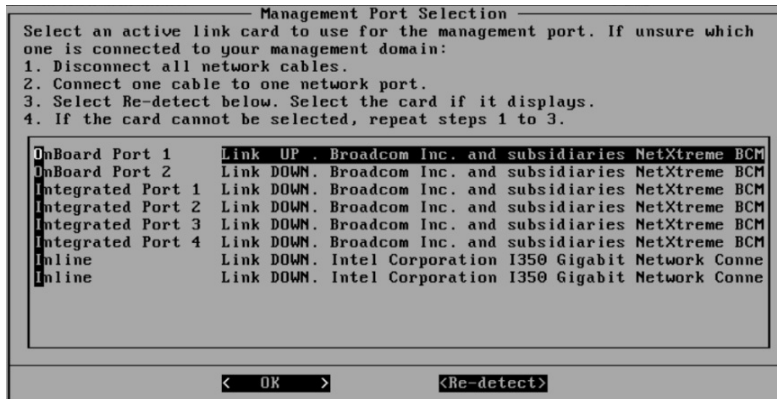 Management Port Selection
Select an active link card to use for the management port. If unsure which
one is connected to your management domain:
1. Disconnect all network cables.
2. Connect one cable to one network port.
3. Select Re-detect below. Select the card if it displays.
4. If the card cannot be selected, repeat steps 1 to 3.
OnBoard Port 1 Link UP . Broadcom Inc. and subsidiaries NetXtreme BCM
OnBoard Port 2 Link DOWN. Broadcom Inc. and subsidiaries NetXtreme BCM
Integrated Port 1 Link DOWN. Broadcom Inc. and subsidiaries NetXtreme BCM
Integrated Port 2 Link DOWN. Broadcom Inc. and subsidiaries NetXtreme BCM
Integrated Port 3 Link DOWN. Broadcom Inc. and subsidiaries NetXtreme BCM
Integrated Port 4 Link DOWN. Broadcom Inc. and subsidiaries NetXtreme BCM
Inline Link DOWN. Intel Corporation I350 Gigabit Network Conne
Inline Link DOWN. Intel Corporation I350 Gigabit Network Conne
< OK > <Re-detect>